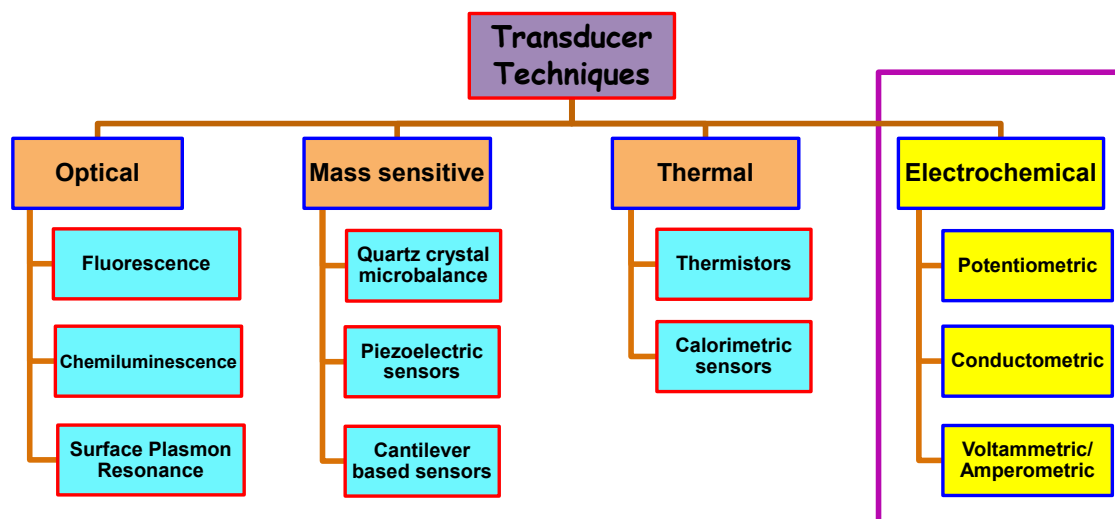 Transducer
Techniques
Optical
Mass sensitive
Thermal
Electrochemical
Fluorescence
Quartz crystal
microbalance
Thermistors
Potentiometric
Chemiluminescence
Piezoelectric
sensors
Calorimetric
sensors
Conductometric
Surface Plasmon
Resonance
Cantilever
based sensors
Voltammetric/
Amperometric